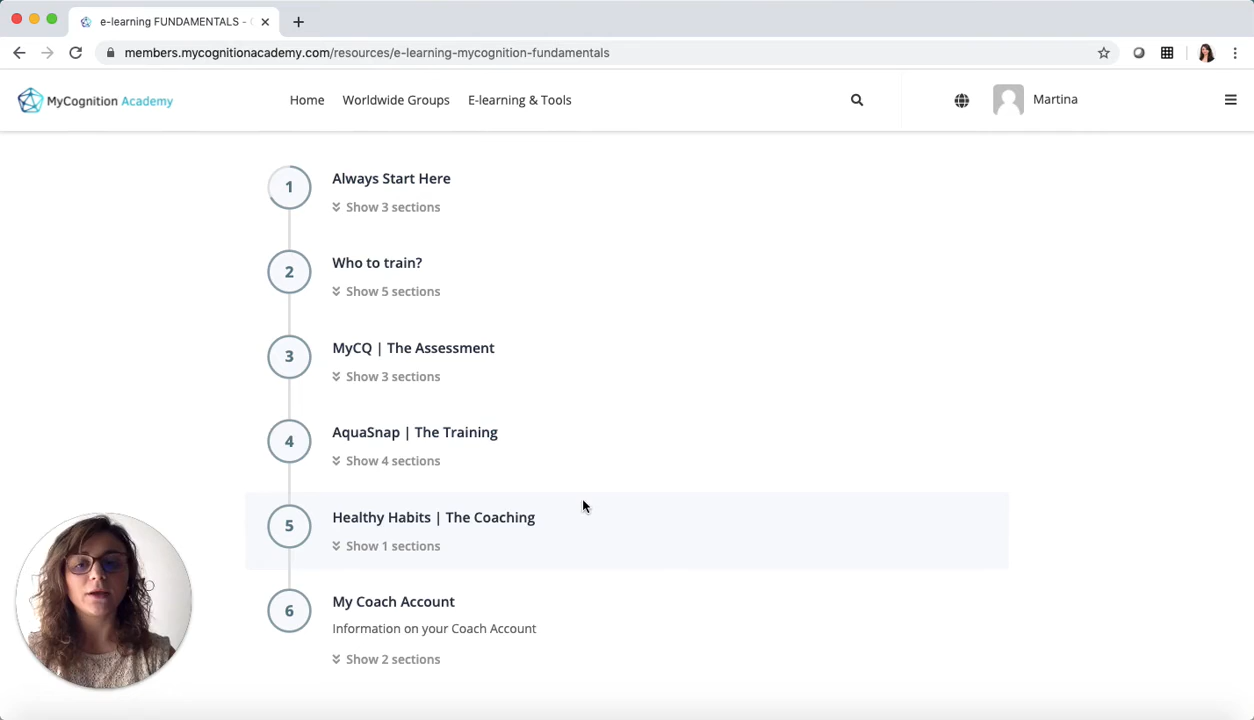 e-learning FUNDAMENTALS -
members.mycognitionacademy.com/resources/e-learning-mycognition-fundamentals
MyCognition Academy
Home
Worldwide Groups
E-learning & Tools
Martina
1
Always Start Here
Show 3 sections
2
Who to train?
Show 5 sections
3
MyCQ | The Assessment
Show 3 sections
4
AquaSnap | The Training
Show 4 sections
5
Healthy Habits | The Coaching
Show 1 sections
6
My Coach Account
Information on your Coach Account
Show 2 sections